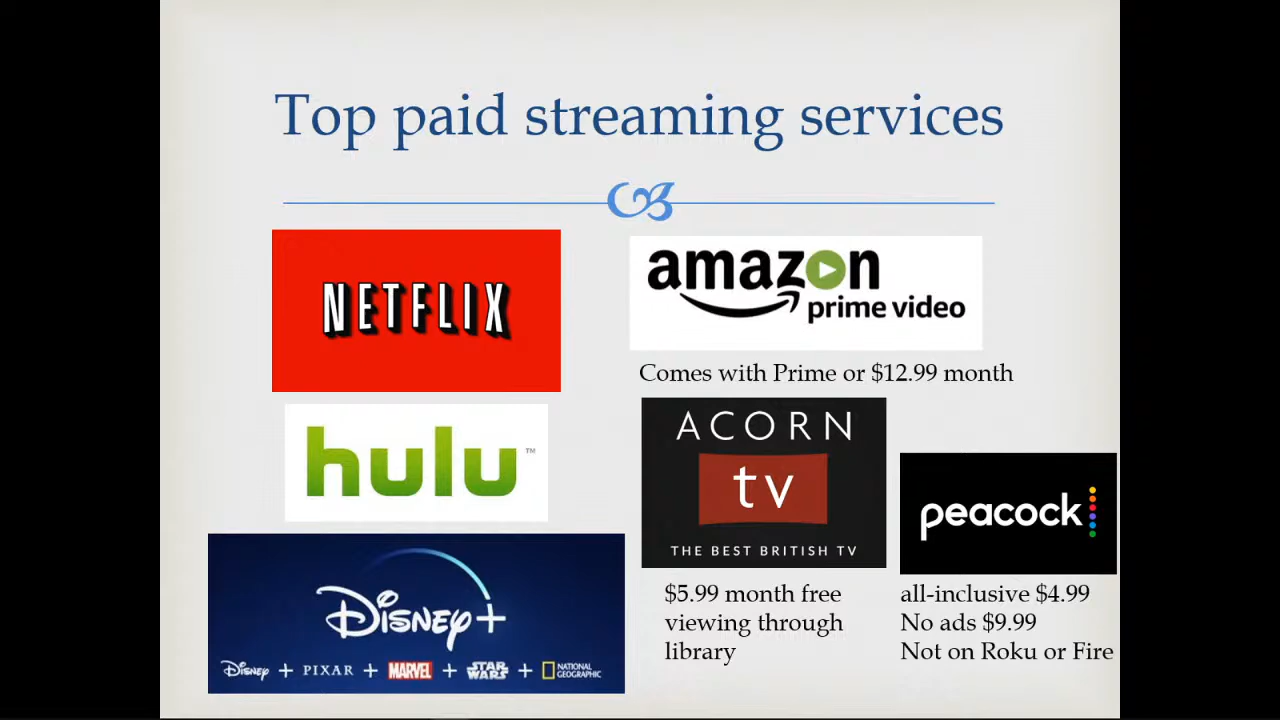 Top paid streaming services
NETFLIX
amazon
prime video
Comes with Prime or $12.99 month
hulu™
ACORN
tv
THE BEST BRITISH TV
peacock
Disney+
Disney + PIXAR + MARVEL + STAR WARS + NATIONAL GEOGRAPHIC
$5.99 month free
viewing through
library
all-inclusive $4.99
No ads $9.99
Not on Roku or Fire